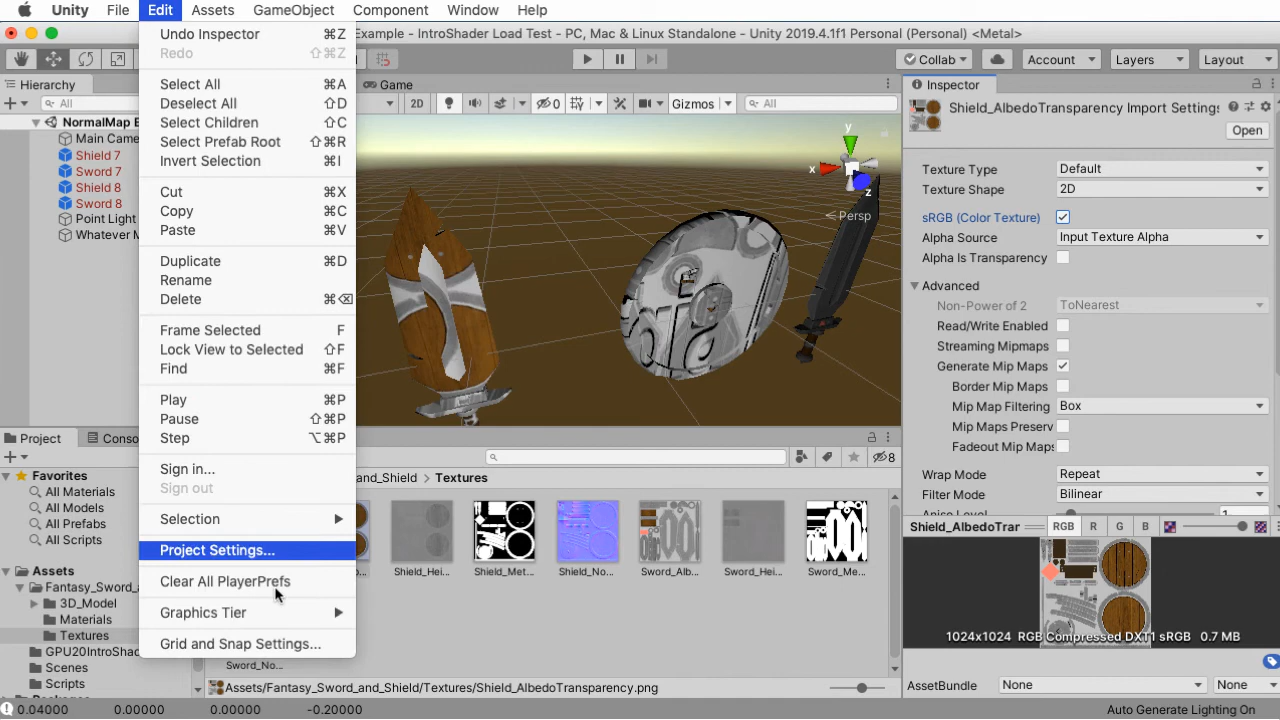 Unity File Edit Assets GameObject Component Window Help
Example - IntroShader Load Test - PC, Mac & Linux Standalone - Unity 2019.4.1f1 Personal (Personal) <Metal>
Collab Account Layers Layout
Hierarchy
All
NormalMap E
Main Came
Shield 7
Sword 7
Shield 8
Sword 8
Point Light
Whatever M
Undo Inspector ⌘Z
Redo ⇧⌘Z
Select All ⌘A
Deselect All ⇧D
Select Children ⇧C
Select Prefab Root ⇧⌘R
Invert Selection ⌘I
Cut ⌘X
Copy ⌘C
Paste ⌘V
Duplicate ⌘D
Rename
Delete ⌘⌫
Frame Selected F
Lock View to Selected ⇧F
Find ⌘F
Play ⌘P
Pause ⇧⌘P
Step ⌥⌘P
Sign in...
Sign out
Selection
Project Settings...
Clear All PlayerPrefs
Graphics Tier
Grid and Snap Settings...
Game
2D 0 Gizmos All
y
x
z
Persp
Inspector
Shield_AlbedoTransparency Import Settings
Open
Texture Type Default
Texture Shape 2D
sRGB (Color Texture)
Alpha Source Input Texture Alpha
Alpha Is Transparency
Advanced
Non-Power of 2 ToNearest
Read/Write Enabled
Streaming Mipmaps
Generate Mip Maps
Border Mip Maps
Mip Map Filtering Box
Mip Maps Preserv
Fadeout Mip Maps
Wrap Mode Repeat
Filter Mode Bilinear
Aniso Level 1
Shield_AlbedoTrar RGB R G B
1024x1024 RGB Compressed DXT1 sRGB 0.7 MB
AssetBundle None None
Project Conso
8
Favorites
All Materials
All Models
All Prefabs
All Scripts
Assets
Fantasy_Sword_a
3D_Model
Materials
Textures
GPU20IntroShad
Scenes
Scripts
and_Shield Textures
o... Shield_Hei... Shield_Met... Shield_No... Sword_Alb... Sword_Hei... Sword_Me...
Sword_No...
Assets/Fantasy_Sword_and_Shield/Textures/Shield_AlbedoTransparency.png
0.04000 0.00000 0.00000 -0.20000 Auto Generate Lighting On